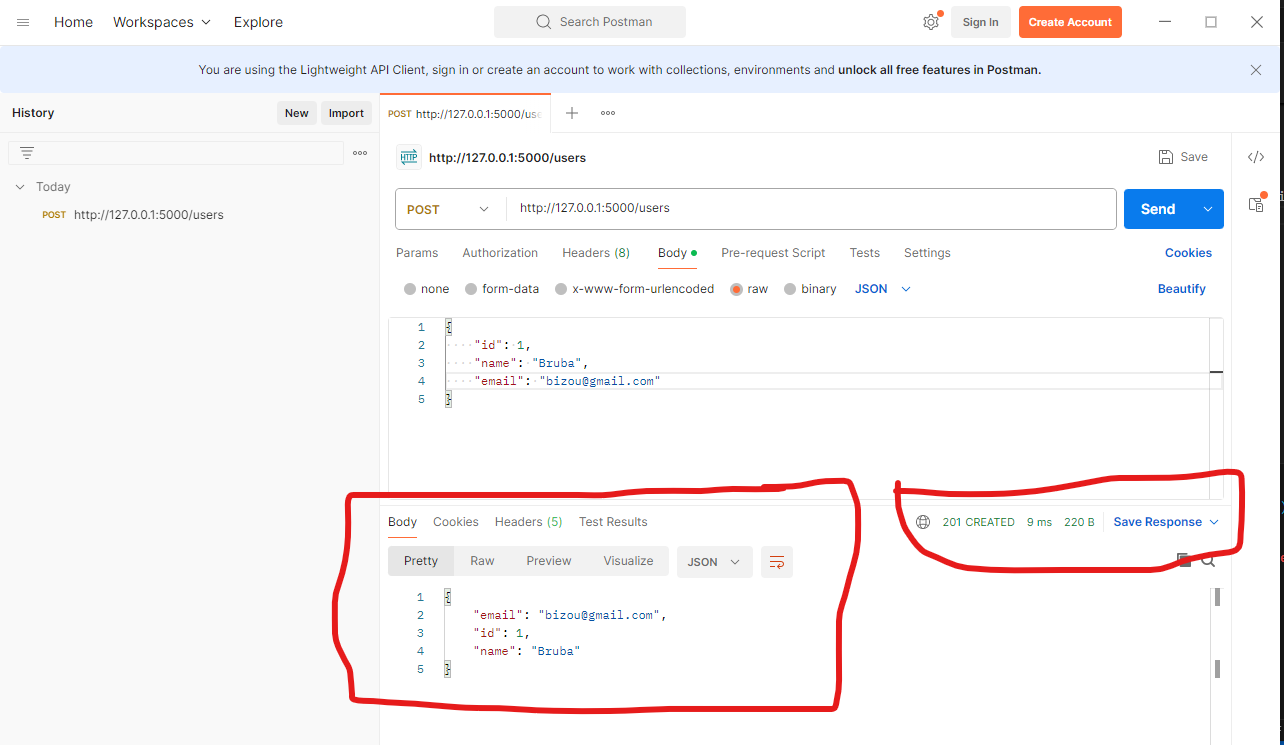 Home Workspaces Explore Search Postman Sign In Create Account
You are using the Lightweight API Client, sign in or create an account to work with collections, environments and unlock all free features in Postman.
History New Import
Today
POST http://127.0.0.1:5000/users
POST http://127.0.0.1:5000/use
HTTP http://127.0.0.1:5000/users Save
POST http://127.0.0.1:5000/users Send
Params Authorization Headers (8) Body Pre-request Script Tests Settings Cookies
none form-data x-www-form-urlencoded raw binary JSON Beautify
1 {
2 "id": 1,
3 "name": "Bruba",
4 "email": "bizou@gmail.com"
5 }
Body Cookies Headers (5) Test Results 201 CREATED 9 ms 220 B Save Response
Pretty Raw Preview Visualize JSON
1 {
2 "email": "bizou@gmail.com",
3 "id": 1,
4 "name": "Bruba"
5 }